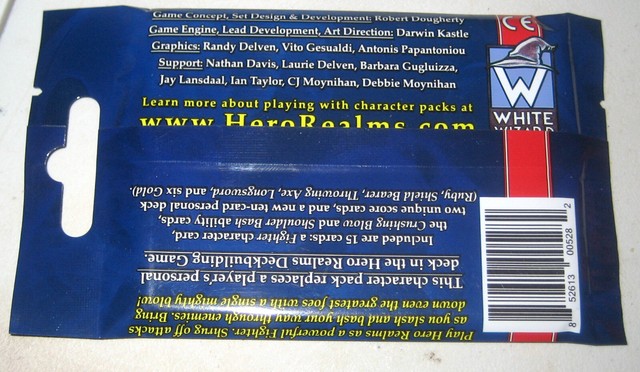 Game Concept, Set Design & Development: Robert Dougherty
Game Engine, Lead Development, Art Direction: Darwin Kastle
Graphics: Randy Delven, Vito Gesualdi, Antonis Papantoniou
Support: Nathan Davis, Laurie Delven, Barbara Gugluizza,
Jay Lansdaal, Ian Taylor, CJ Moynihan, Debbie Moynihan
Learn more about playing with character packs at
www.HeroRealms.com
CE
W
WHITE
WIZARD
Play Hero Realms as a powerful Fighter. Shrug off attacks
as you slash and bash your way through enemies. Bring
down even the greatest foes with a single mighty blow!
This character pack replaces a player's personal
deck in the Hero Realms Deckbuilding Game.
Included are 15 cards: a Fighter character card,
the Crushing Blow and Shoulder Bash ability cards,
two unique score cards, and a new ten-card personal deck
(Ruby, Shield Bearer, Throwing Axe, Longsword, and six Gold).
8 52613 00528 2